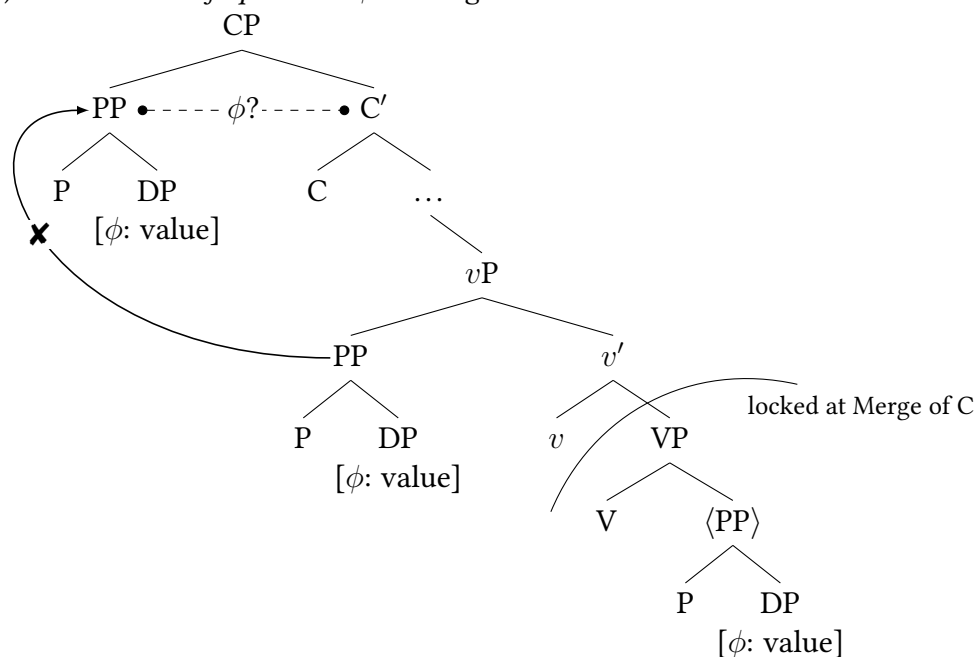 CP
PP φ? C′
P DP C …
[φ: value]
✘
vP
PP v′
locked at Merge of C
P DP v VP
[φ: value]
V ⟨PP⟩
P DP
[φ: value]